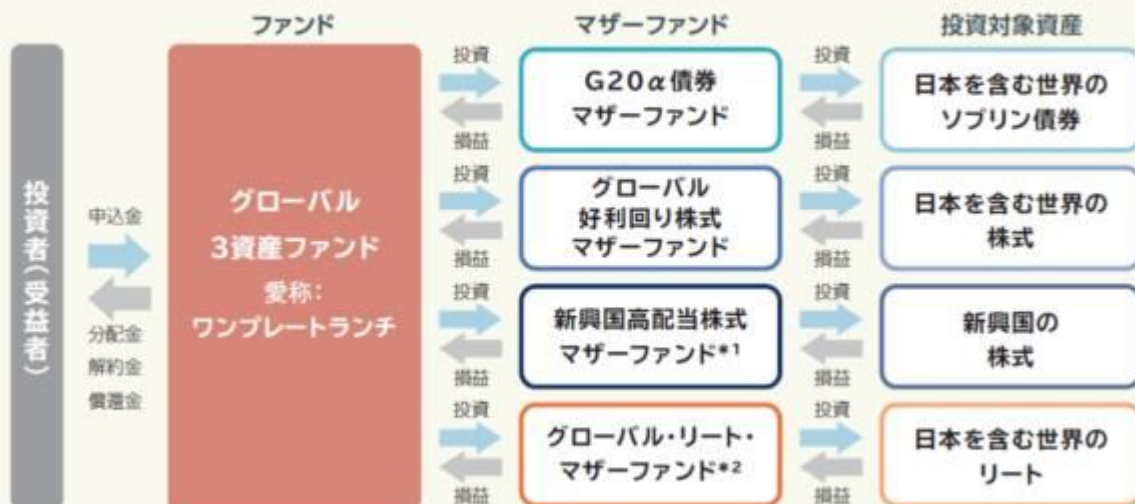 ファンド
マザーファンド
投資対象資産
投資者(受益者)
申込金
分配金
解約金
償還金
グローバル
3資産ファンド
愛称:
ワンプレートランチ
投資
損益
G20α債券
マザーファンド
投資
損益
日本を含む世界の
ソブリン債券
投資
損益
グローバル
好利回り株式
マザーファンド
投資
損益
日本を含む世界の
株式
投資
損益
新興国高配当株式
マザーファンド*1
投資
損益
新興国の
株式
投資
損益
グローバル・リート・
マザーファンド*2
投資
損益
日本を含む世界の
リート